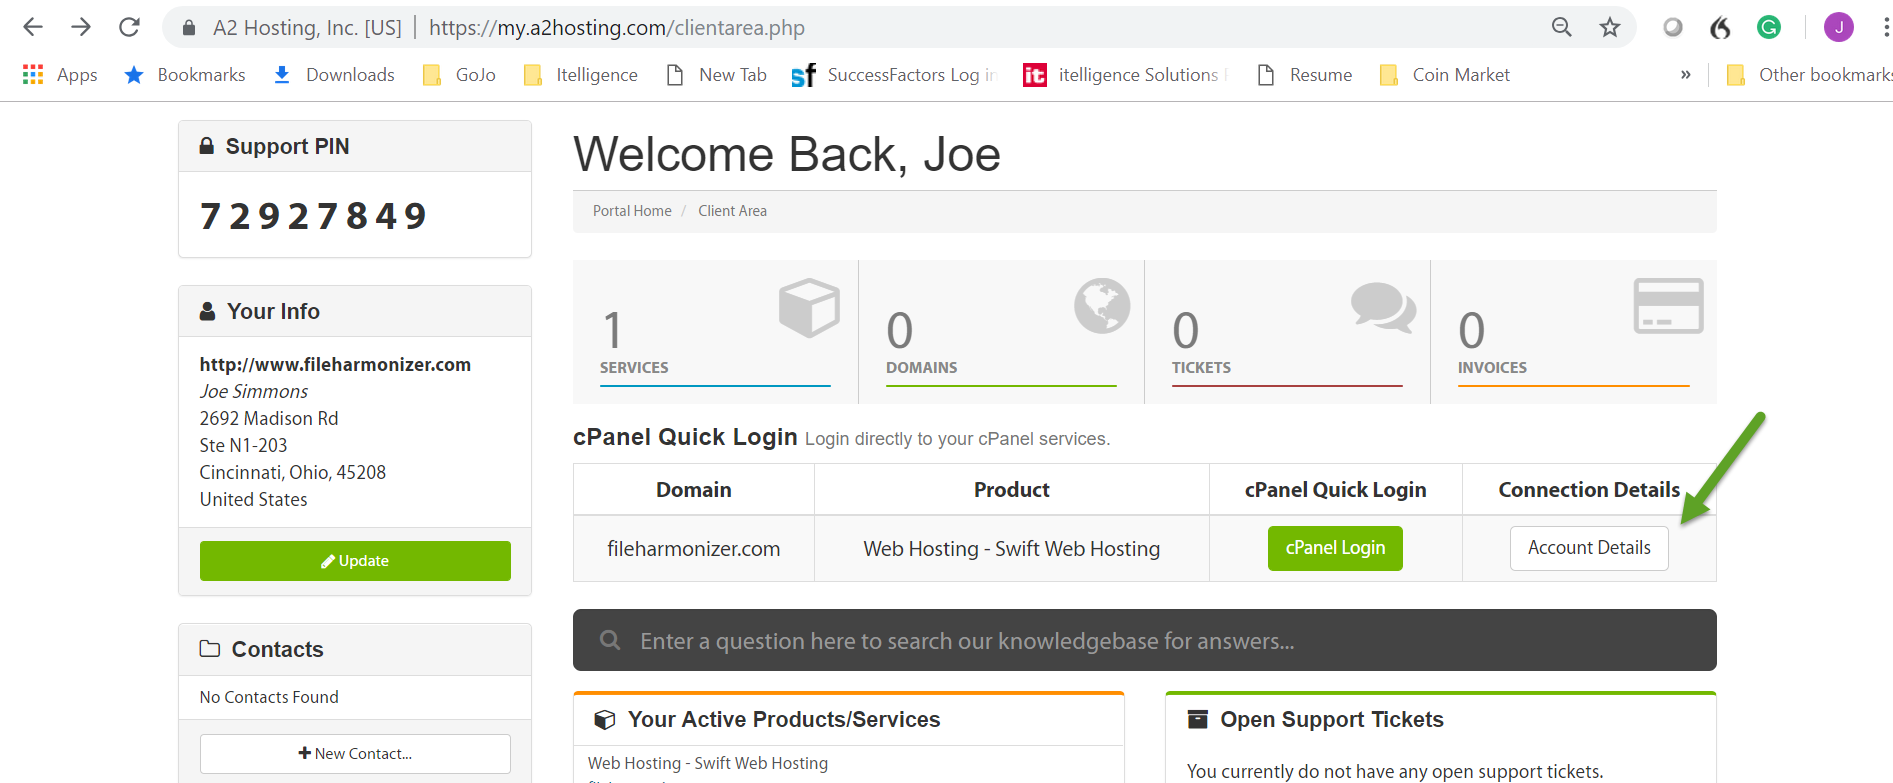 A2 Hosting, Inc. [US] | https://my.a2hosting.com/clientarea.php
J
Apps Bookmarks Downloads GoJo Itelligence New Tab sf SuccessFactors Log in it itelligence Solutions Resume Coin Market » Other bookmarks
Support PIN
72927849
Your Info
http://www.fileharmonizer.com
Joe Simmons
2692 Madison Rd
Ste N1-203
Cincinnati, Ohio, 45208
United States
Update
Contacts
No Contacts Found
New Contact...
Welcome Back, Joe
Portal Home / Client Area
1
SERVICES
0
DOMAINS
0
TICKETS
0
INVOICES
cPanel Quick Login Login directly to your cPanel services.
Domain Product cPanel Quick Login Connection Details
fileharmonizer.com Web Hosting - Swift Web Hosting cPanel Login Account Details
Enter a question here to search our knowledgebase for answers...
Your Active Products/Services
Web Hosting - Swift Web Hosting
Open Support Tickets
You currently do not have any open support tickets.